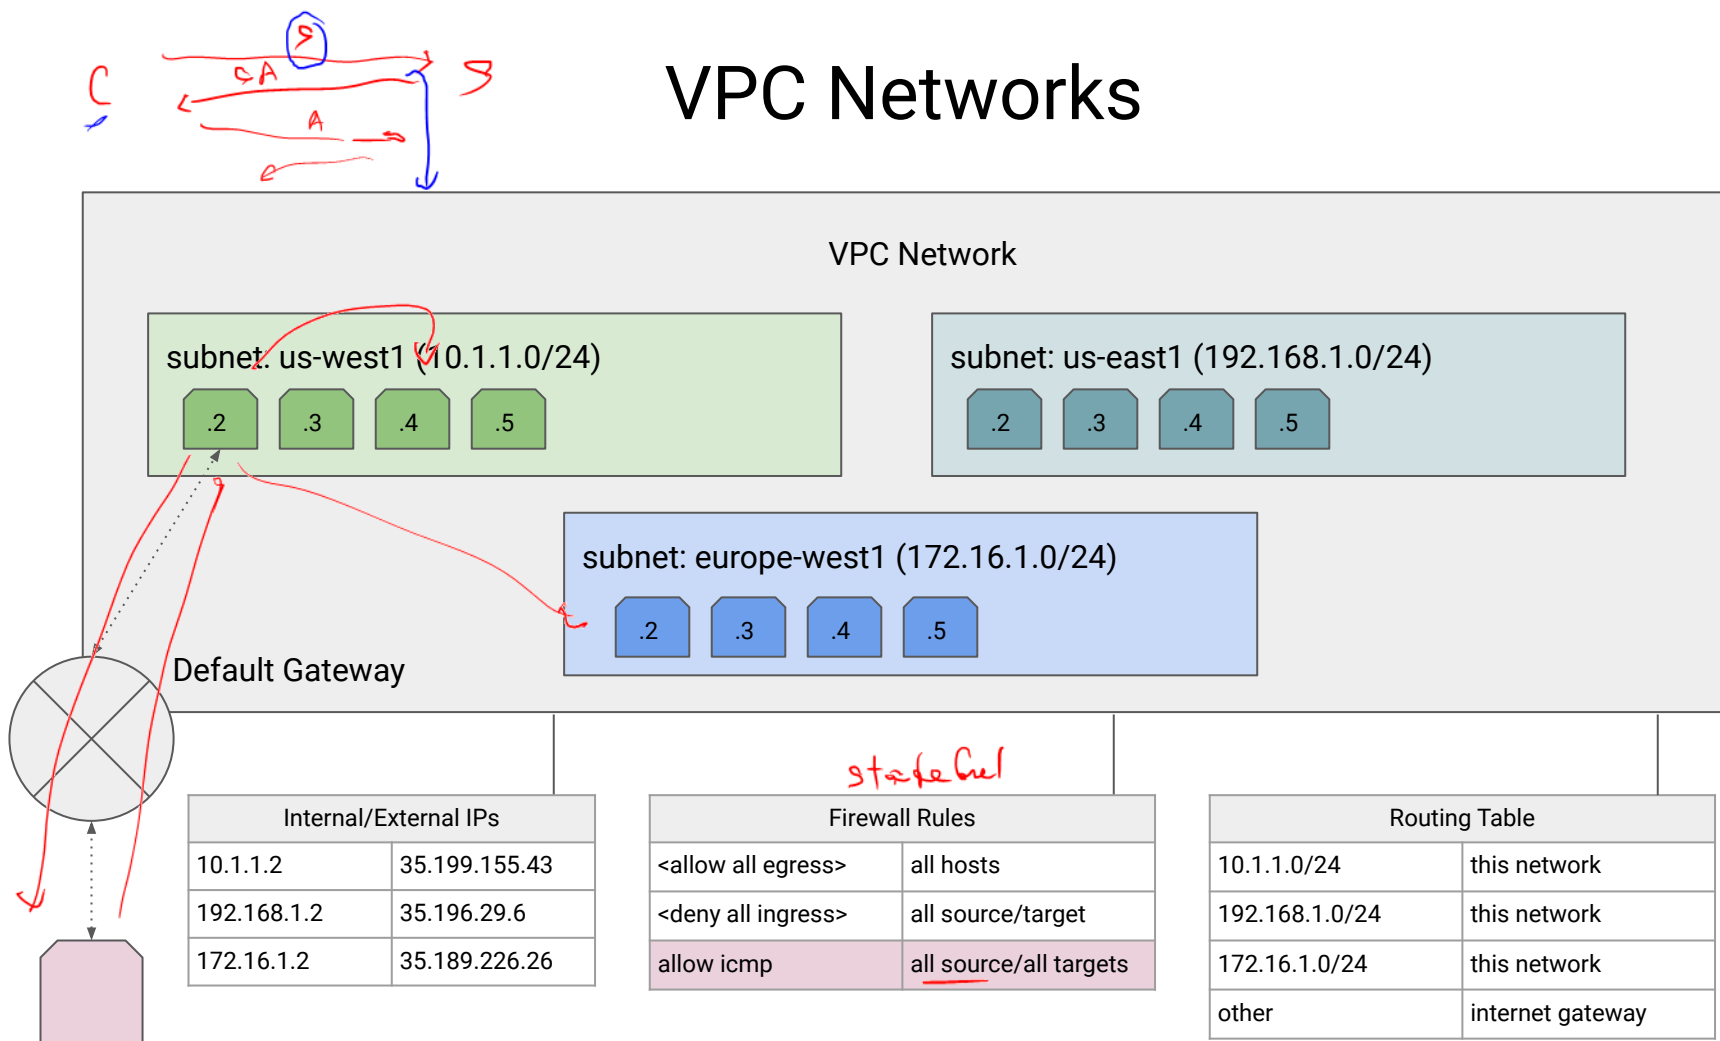 S
C
SA
S
A
VPC Networks
VPC Network
subnet: us-west1 (10.1.1.0/24)
.2 .3 .4 .5
subnet: us-east1 (192.168.1.0/24)
.2 .3 .4 .5
subnet: europe-west1 (172.16.1.0/24)
.2 .3 .4 .5
Default Gateway
Internal/External IPs
10.1.1.2 35.199.155.43
192.168.1.2 35.196.29.6
172.16.1.2 35.189.226.26
stateful
Firewall Rules
<allow all egress> all hosts
<deny all ingress> all source/target
allow icmp all source/all targets
Routing Table
10.1.1.0/24 this network
192.168.1.0/24 this network
172.16.1.0/24 this network
other internet gateway